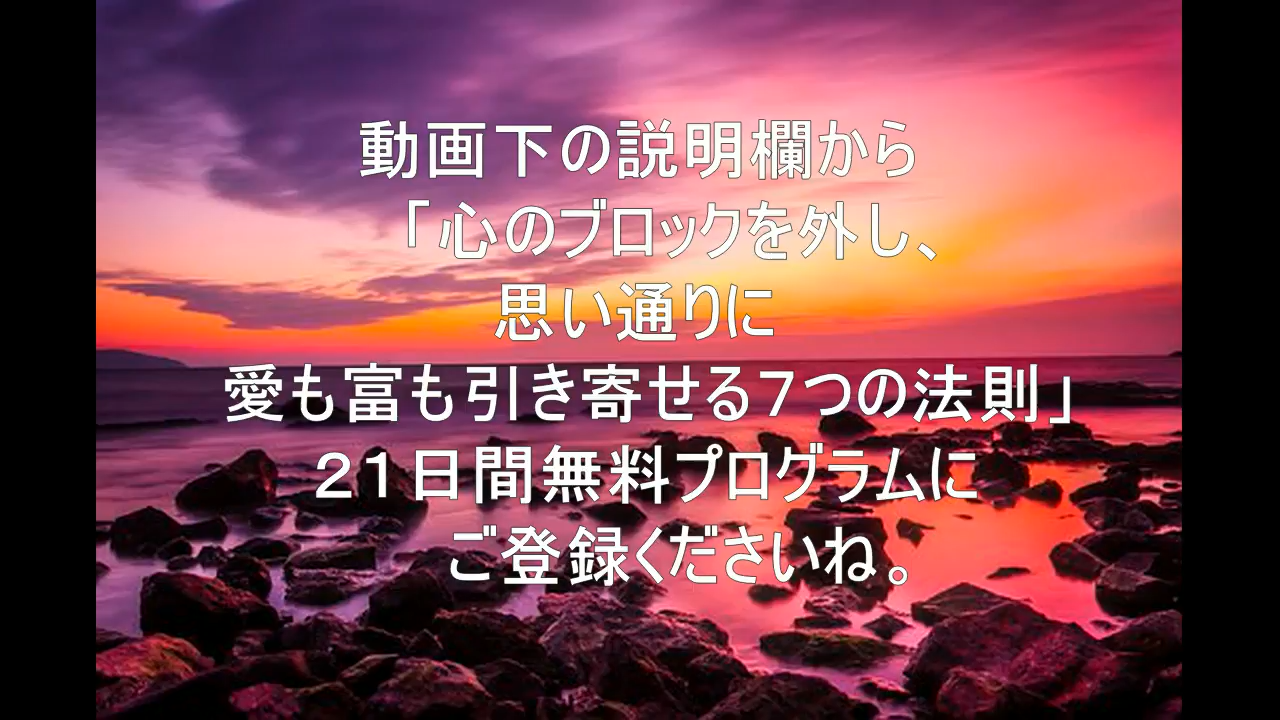 動画下の説明欄から
「心のブロックを外し、
思い通りに
愛も富も引き寄せる７つの法則」
２１日間無料プログラムに
ご登録くださいね。